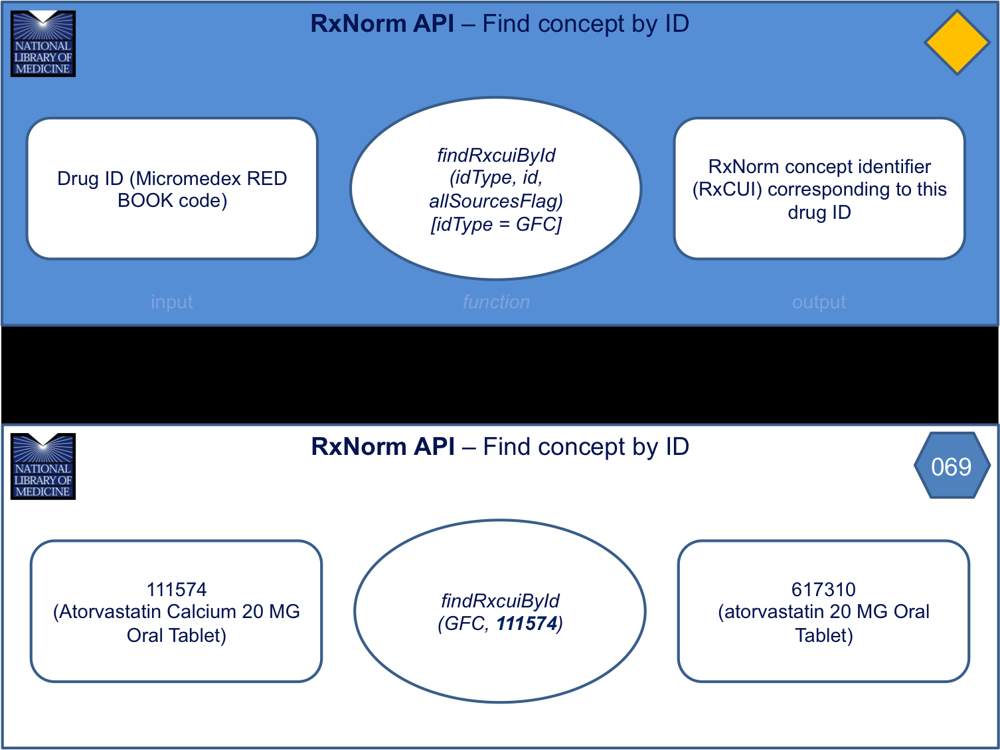 RxNorm API – Find concept by ID
NATIONAL
LIBRARY OF
MEDICINE
Drug ID (Micromedex RED
BOOK code)
findRxcuiById
(idType, id,
allSourcesFlag)
[idType = GFC]
RxNorm concept identifier
(RxCUI) corresponding to this
drug ID
input
function
output
RxNorm API – Find concept by ID
NATIONAL
LIBRARY OF
MEDICINE
069
111574
(Atorvastatin Calcium 20 MG
Oral Tablet)
findRxcuiById
(GFC, 111574)
617310
(atorvastatin 20 MG Oral
Tablet)